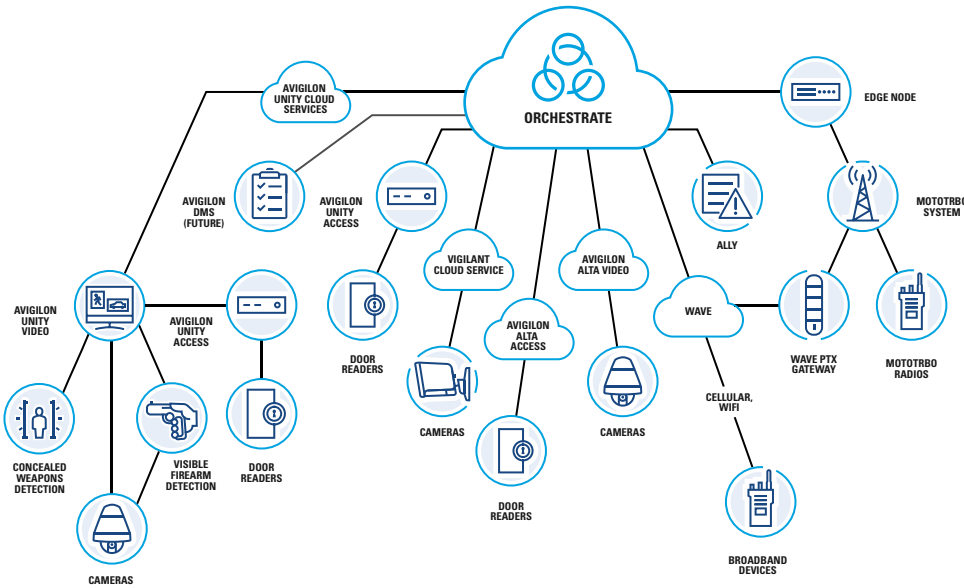 AVIGILON
UNITY CLOUD
SERVICES
ORCHESTRATE
EDGE NODE
AVIGILON
DMS
(FUTURE)
AVIGILON
UNITY
ACCESS
ALLY
MOTOTRBO
SYSTEM
VIGILANT
CLOUD SERVICE
AVIGILON
ALTA VIDEO
AVIGILON
UNITY
VIDEO
AVIGILON
UNITY
ACCESS
DOOR
READERS
AVIGILON
ALTA
ACCESS
WAVE
WAVE PTX
GATEWAY
MOTOTRBO
RADIOS
CELLULAR,
WIFI
CAMERAS
CAMERAS
CONCEALED
WEAPONS
DETECTION
VISIBLE
FIREARM
DETECTION
DOOR
READERS
DOOR
READERS
BROADBAND
DEVICES
CAMERAS